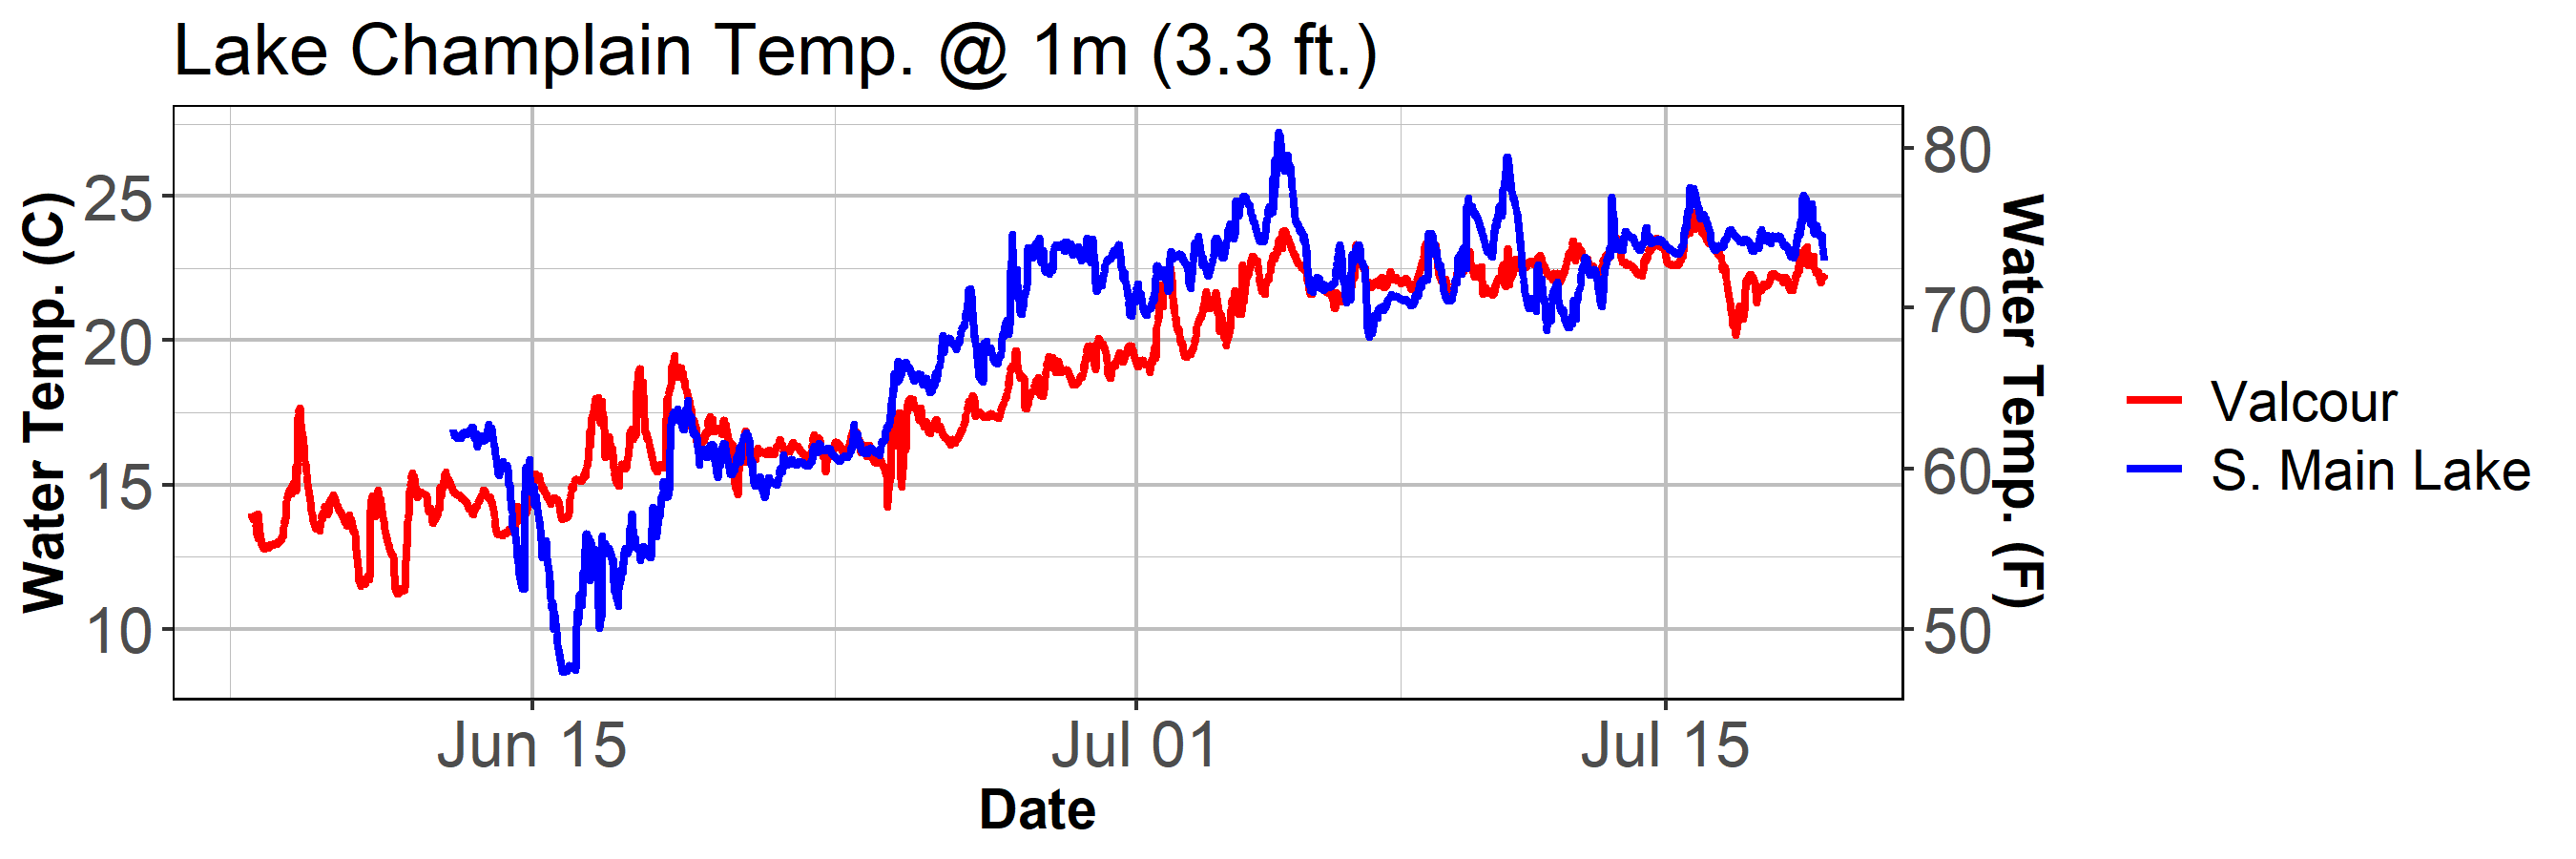 Lake Champlain Temp. @ 1m (3.3 ft.)
Water Temp. (C)
25
20
15
10
80
70
60
50
Water Temp. (F)
Jun 15
Jul 01
Jul 15
Date
Valcour
S. Main Lake